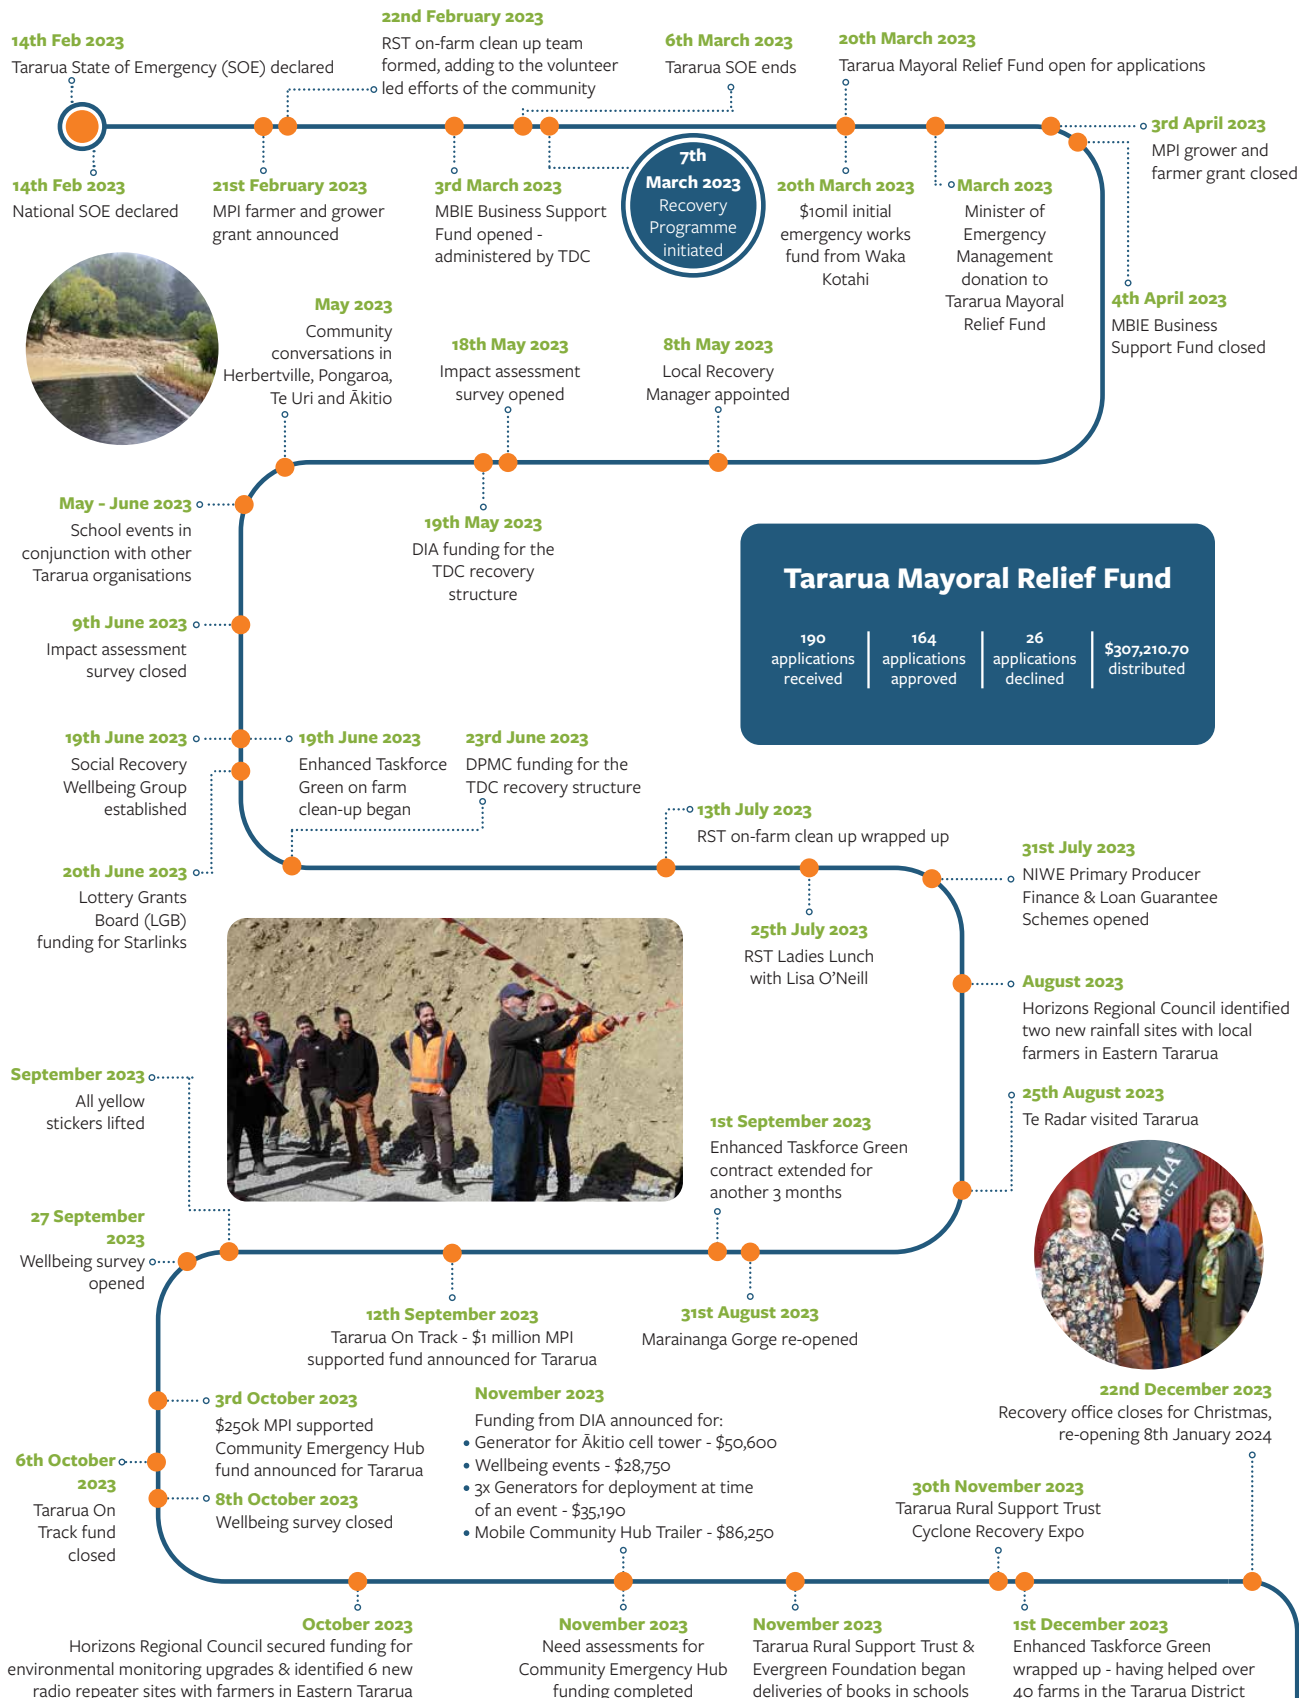 14th Feb 2023
Tararua State of Emergency (SOE) declared
22nd February 2023
RST on-farm clean up team
formed, adding to the volunteer
led efforts of the community
6th March 2023
Tararua SOE ends
20th March 2023
Tararua Mayoral Relief Fund open for applications
3rd April 2023
MPI grower and
farmer grant closed
14th Feb 2023
National SOE declared
21st February 2023
MPI farmer and grower
grant announced
3rd March 2023
MBIE Business Support
Fund opened -
administered by TDC
7th
March 2023
Recovery
Programme
initiated
20th March 2023
$10mil initial
emergency works
fund from Waka
Kotahi
March 2023
Minister of
Emergency
Management
donation to
Tararua Mayoral
Relief Fund
4th April 2023
MBIE Business
Support Fund closed
May 2023
Community
conversations in
Herbertville, Pongaroa,
Te Uri and Ākitio
18th May 2023
Impact assessment
survey opened
8th May 2023
Local Recovery
Manager appointed
May - June 2023
School events in
conjunction with other
Tararua organisations
19th May 2023
DIA funding for the
TDC recovery
structure
Tararua Mayoral Relief Fund
190
applications
received
164
applications
approved
26
applications
declined
$307,210.70
distributed
9th June 2023
Impact assessment
survey closed
19th June 2023
Social Recovery
Wellbeing Group
established
19th June 2023
Enhanced Taskforce
Green on farm
clean-up began
23rd June 2023
DPMC funding for the
TDC recovery structure
20th June 2023
Lottery Grants
Board (LGB)
funding for Starlinks
13th July 2023
RST on-farm clean up wrapped up
25th July 2023
RST Ladies Lunch
with Lisa O'Neill
31st July 2023
NIWE Primary Producer
Finance & Loan Guarantee
Schemes opened
August 2023
Horizons Regional Council identified
two new rainfall sites with local
farmers in Eastern Tararua
25th August 2023
Te Radar visited Tararua
TARARUA
DISTRICT
September 2023
All yellow
stickers lifted
1st September 2023
Enhanced Taskforce Green
contract extended for
another 3 months
27 September
2023
Wellbeing survey
opened
12th September 2023
Tararua On Track - $1 million MPI
supported fund announced for Tararua
31st August 2023
Marainanga Gorge re-opened
3rd October 2023
$250k MPI supported
Community Emergency Hub
fund announced for Tararua
6th October
2023
Tararua On
Track fund
closed
8th October 2023
Wellbeing survey closed
November 2023
Funding from DIA announced for:
• Generator for Ākitio cell tower - $50,600
• Wellbeing events - $28,750
• 3x Generators for deployment at time
of an event - $35,190
• Mobile Community Hub Trailer - $86,250
22nd December 2023
Recovery office closes for Christmas,
re-opening 8th January 2024
30th November 2023
Tararua Rural Support Trust
Cyclone Recovery Expo
October 2023
Horizons Regional Council secured funding for
environmental monitoring upgrades & identified 6 new
radio repeater sites with farmers in Eastern Tararua
November 2023
Need assessments for
Community Emergency Hub
funding completed
November 2023
Tararua Rural Support Trust &
Evergreen Foundation began
deliveries of books in schools
1st December 2023
Enhanced Taskforce Green
wrapped up - having helped over
40 farms in the Tararua District